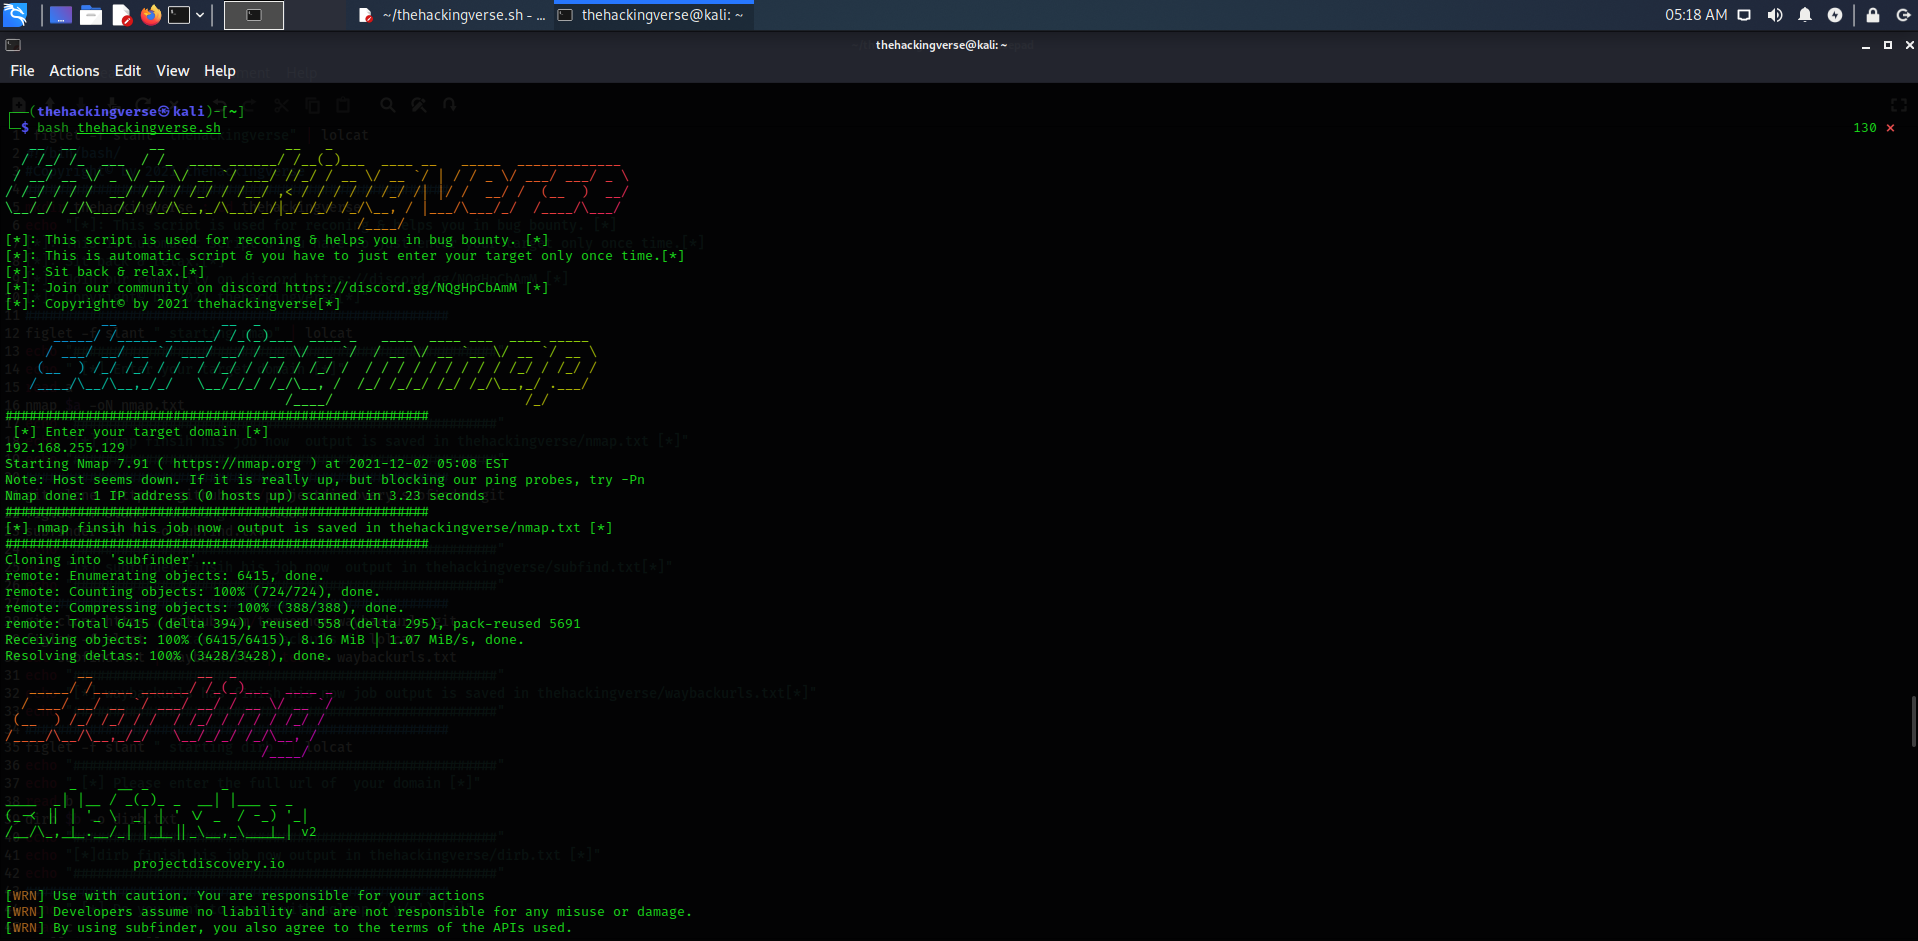 ~/thehackingverse.sh - ...
thehackingverse@kali: ~
05:18 AM
thehackingverse@kali: ~
File Actions Edit View Help
(thehackingverse㉿kali)-[~]
$ bash thehackingverse.sh
130 ×
thehackingverse
[*]: This script is used for reconing & helps you in bug bounty. [*]
[*]: This is automatic script & you have to just enter your target only once time.[*]
[*]: Sit back & relax.[*]
[*]: Join our community on discord https://discord.gg/NQgHpCbAmM [*]
[*]: Copyright© by 2021 thehackingverse[*]
starting nmap
#####################################################
[*] Enter your target domain [*]
192.168.255.129
Starting Nmap 7.91 ( https://nmap.org ) at 2021-12-02 05:08 EST
Note: Host seems down. If it is really up, but blocking our ping probes, try -Pn
Nmap done: 1 IP address (0 hosts up) scanned in 3.23 seconds
#####################################################
[*] nmap finsih his job now  output is saved in thehackingverse/nmap.txt [*]
#####################################################
Cloning into 'subfinder'...
remote: Enumerating objects: 6415, done.
remote: Counting objects: 100% (724/724), done.
remote: Compressing objects: 100% (388/388), done.
remote: Total 6415 (delta 394), reused 558 (delta 295), pack-reused 5691
Receiving objects: 100% (6415/6415), 8.16 MiB | 1.07 MiB/s, done.
Resolving deltas: 100% (3428/3428), done.
starting
subfinder v2
projectdiscovery.io
[WRN] Use with caution. You are responsible for your actions
[WRN] Developers assume no liability and are not responsible for any misuse or damage.
[WRN] By using subfinder, you also agree to the terms of the APIs used.